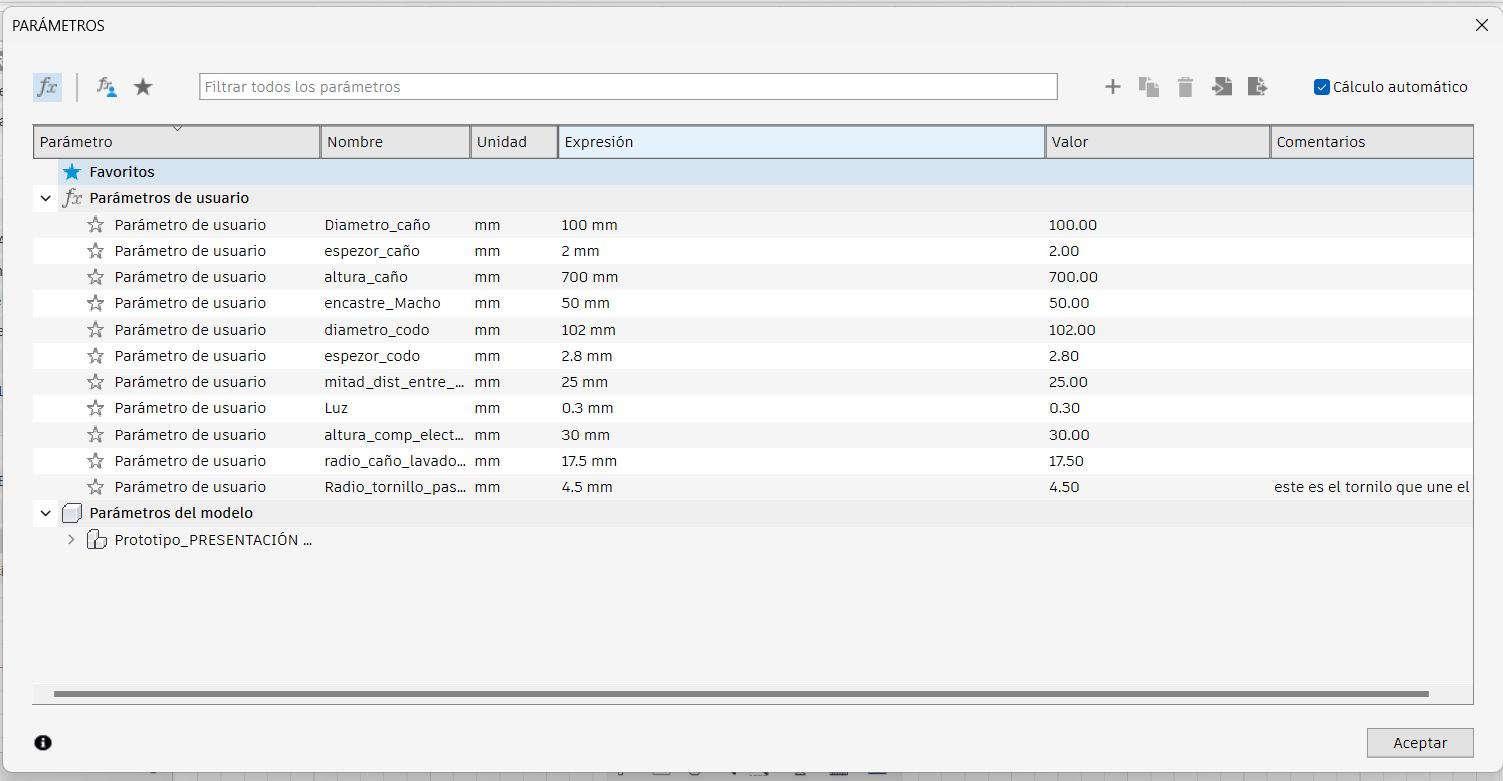 PARÁMETROS
fx
Filtrar todos los parámetros
Cálculo automático
Parámetro Nombre Unidad Expresión Valor Comentarios
Favoritos
fx Parámetros de usuario
Parámetro de usuario Diametro_caño mm 100 mm 100.00
Parámetro de usuario espezor_caño mm 2 mm 2.00
Parámetro de usuario altura_caño mm 700 mm 700.00
Parámetro de usuario encastre_Macho mm 50 mm 50.00
Parámetro de usuario diametro_codo mm 102 mm 102.00
Parámetro de usuario espezor_codo mm 2.8 mm 2.80
Parámetro de usuario mitad_dist_entre_... mm 25 mm 25.00
Parámetro de usuario Luz mm 0.3 mm 0.30
Parámetro de usuario altura_comp_elect... mm 30 mm 30.00
Parámetro de usuario radio_caño_lavado... mm 17.5 mm 17.50
Parámetro de usuario Radio_tornillo_pas... mm 4.5 mm 4.50 este es el tornilo que une el
Parámetros del modelo
Prototipo_PRESENTACIÓN ...
Aceptar